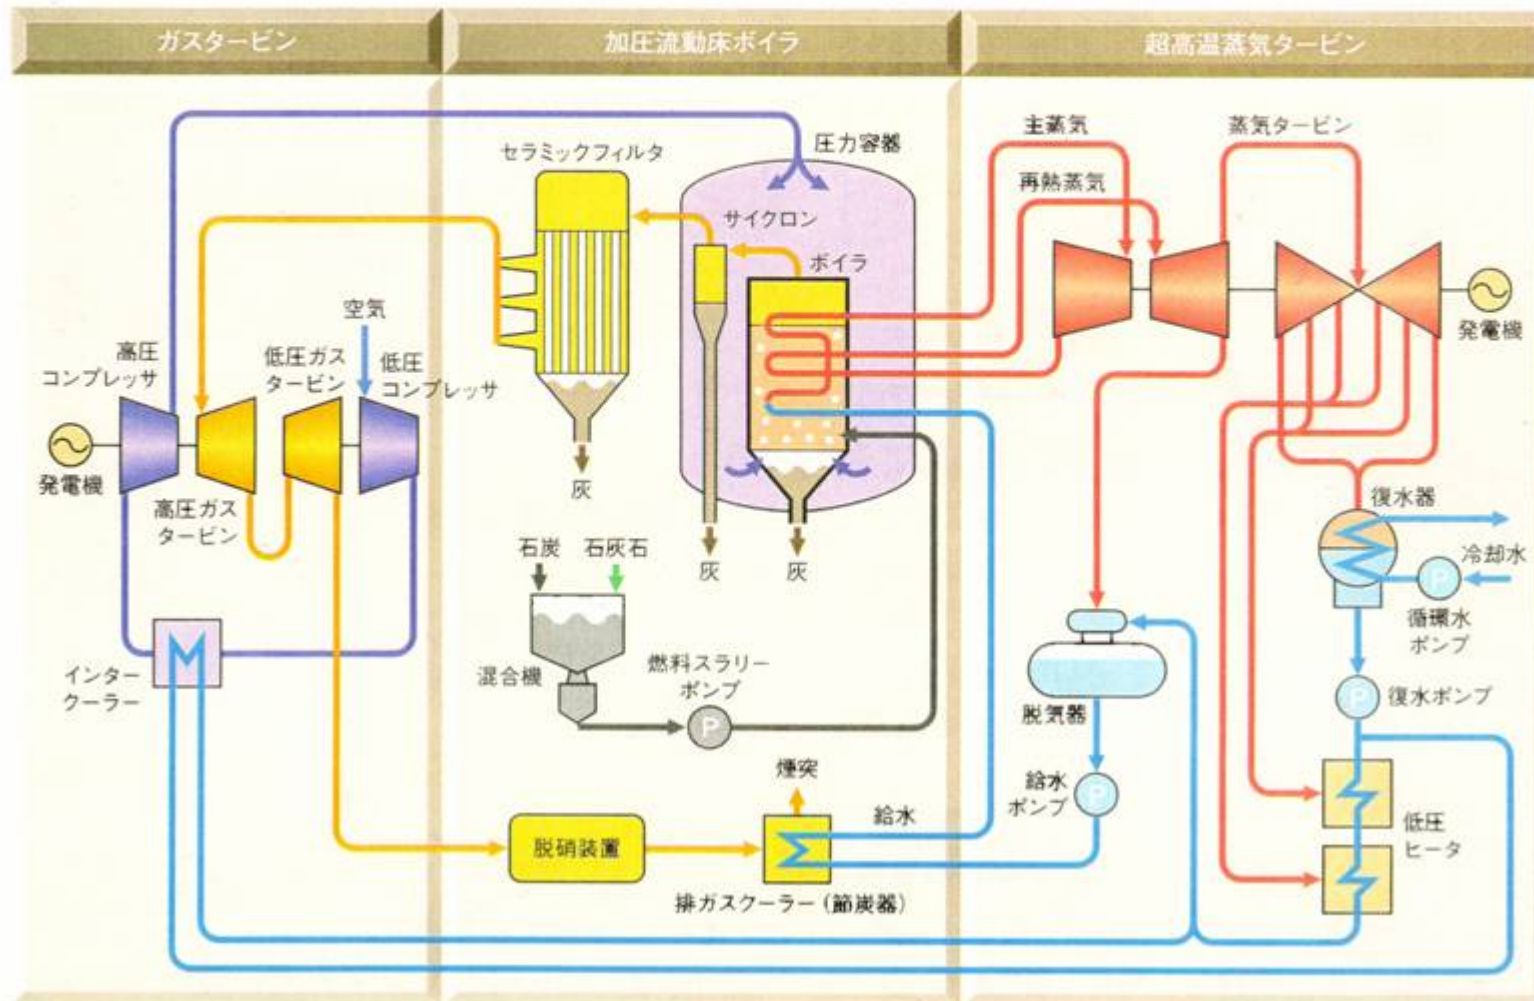 ガスタービン
加圧流動床ボイラ
超高温蒸気タービン
主蒸気
蒸気タービン
圧力容器
セラミックフィルタ
再熱蒸気
サイクロン
ボイラ
空気
高圧
コンプレッサ
低圧ガス
タービン
低圧
コンプレッサ
発電機
発電機
高圧ガス
タービン
灰
復水器
石炭
石灰石
灰
灰
冷却水
P
循環水
ポンプ
インター
クーラー
混合機
燃料スラリー
ポンプ
P
脱気器
P
復水ポンプ
煙突
給水
給水
ポンプ
P
脱硝装置
低圧
ヒータ
排ガスクーラー(節炭器)